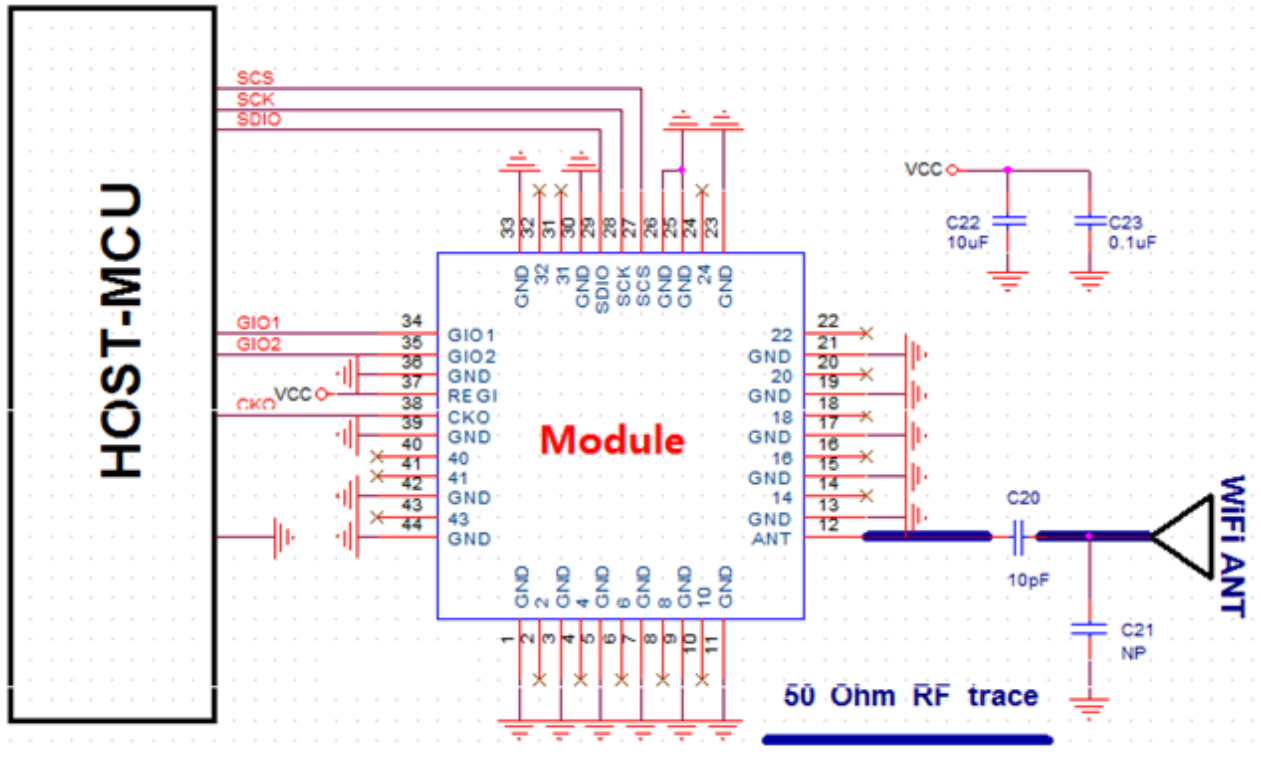 HOST-MCU
SCS
SCK
SDIO
GIO1
GIO2
VCC
CKO
33
32
31
30
29
28
27
26
25
24
23
GND
32
31
GND
SDIO
SCK
SCS
GND
GND
24
GND
34
35
36
37
38
39
40
41
42
43
44
GIO1
GIO2
GND
REGI
CKO
GND
40
41
GND
43
GND
Module
22
GND
20
GND
18
GND
16
GND
14
GND
ANT
22
21
20
19
18
17
16
15
14
13
12
GND
2
GND
4
GND
6
GND
8
GND
10
GND
1
2
3
4
5
6
7
8
9
10
11
VCC
C22
10uF
C23
0.1uF
C20
10pF
C21
NP
WiFi ANT
50 Ohm RF trace